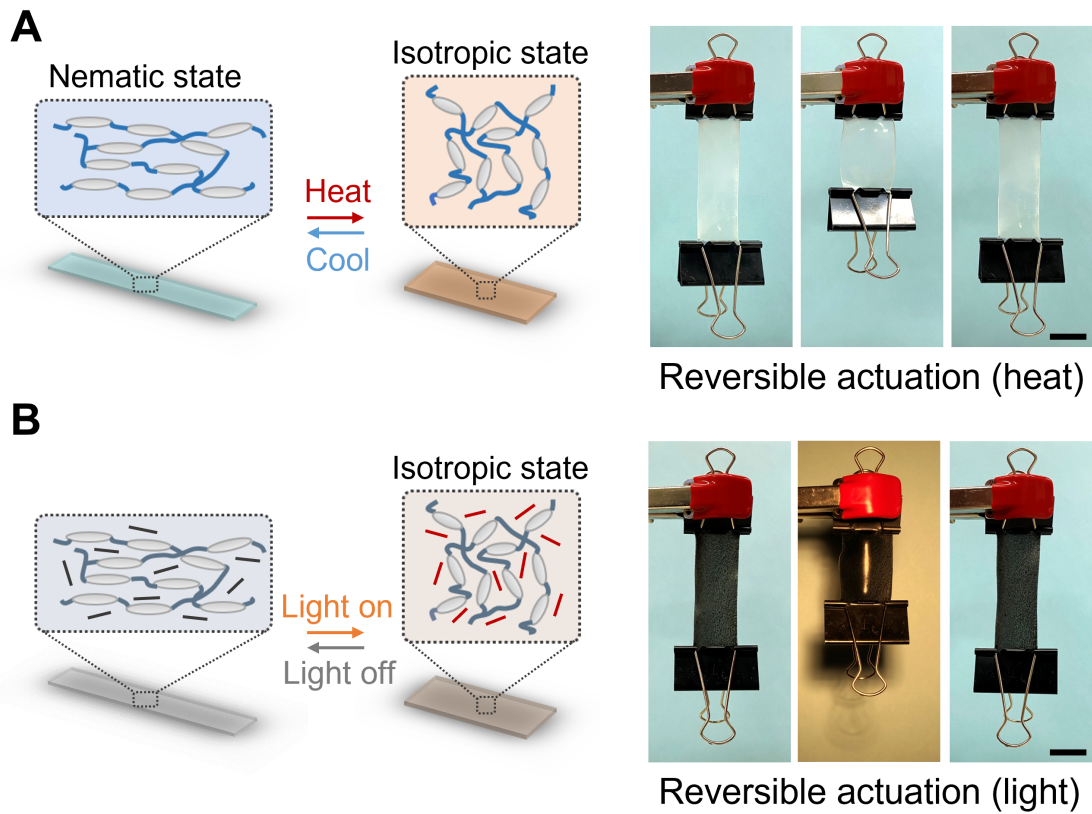 A
Nematic state
Isotropic state
Heat
Cool
Reversible actuation (heat)
B
Isotropic state
Light on
Light off
Reversible actuation (light)